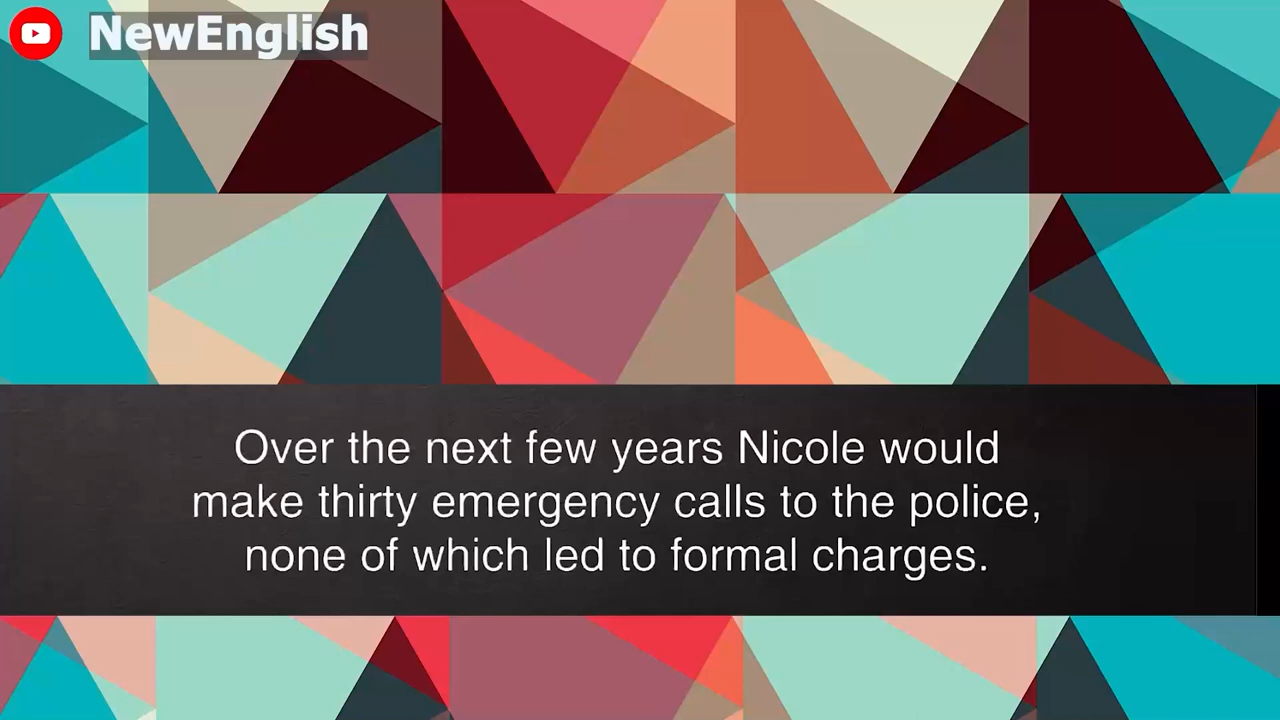 NewEnglish
Over the next few years Nicole would
make thirty emergency calls to the police,
none of which led to formal charges.